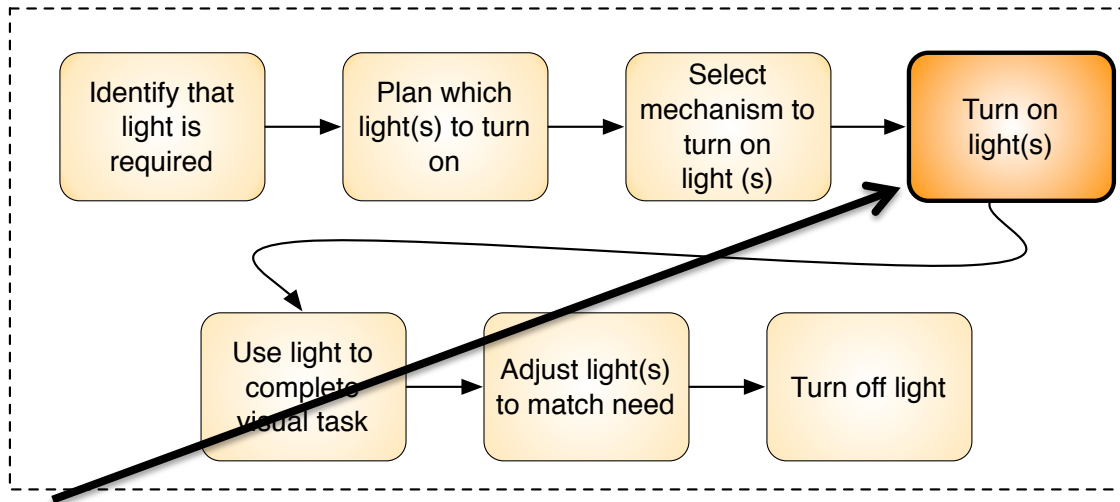 Identify that
light is
required
Plan which
light(s) to turn
on
Select
mechanism to
turn on
light (s)
Turn on
light(s)
Use light to
complete
visual task
Adjust light(s)
to match need
Turn off light